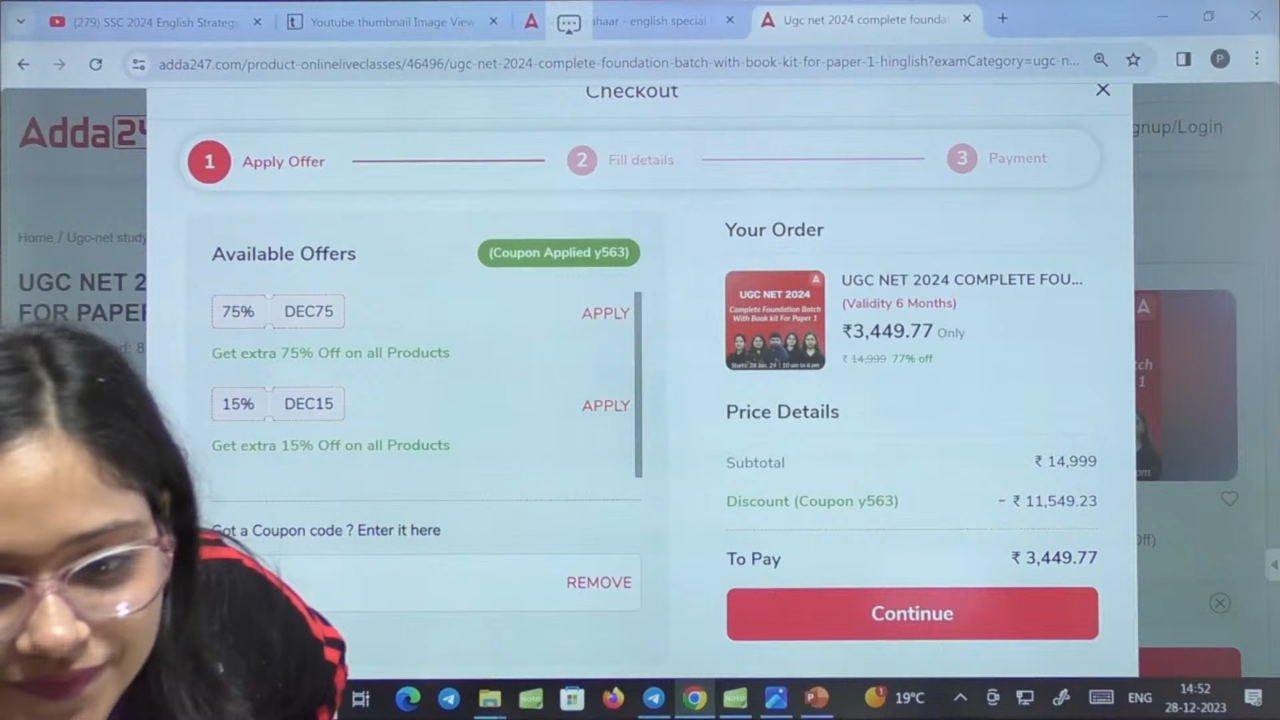 (279) SSC 2024 English Strateg
Youtube thumbnail Image View
ahaar - english special
Ugc net 2024 complete founda
adda247.com/product-onlineliveclasses/46496/ugc-net-2024-complete-foundation-batch-with-book-kit-for-paper-1-hinglish?examCategory=ugc-n...
P
Checkout
Adda24
gnup/Login
1 Apply Offer
2 Fill details
3 Payment
Home / Ugc-net study
UGC NET 2
FOR PAPER
Available Offers
(Coupon Applied y563)
75% DEC75
APPLY
Get extra 75% Off on all Products
15% DEC15
APPLY
Get extra 15% Off on all Products
Got a Coupon code ? Enter it here
REMOVE
Your Order
UGC NET 2024
Complete Foundation Batch
With Book kit For Paper 1
UGC NET 2024 COMPLETE FOU...
(Validity 6 Months)
₹3,449.77 Only
₹ 14,999 77% off
Price Details
Subtotal ₹ 14,999
Discount (Coupon y563) - ₹ 11,549.23
To Pay ₹ 3,449.77
Continue
tch
1
Off)
19°C
ENG
14:52
28-12-2023